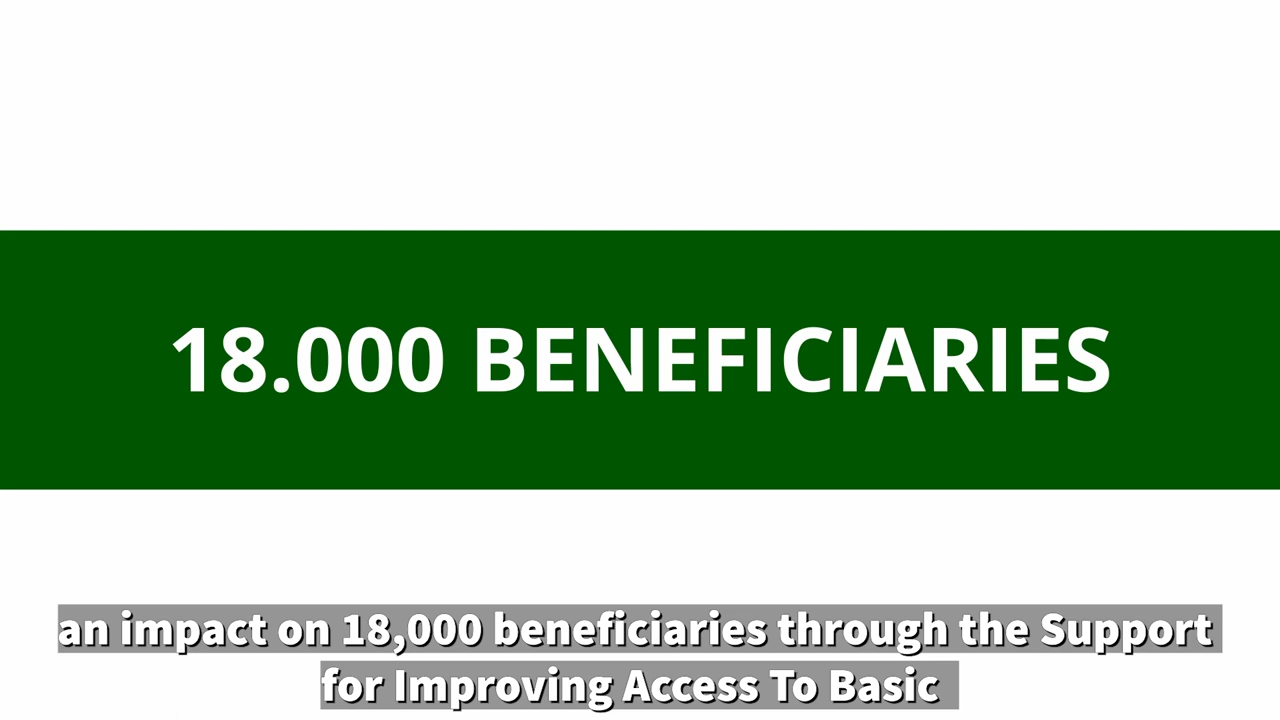 18.000 BENEFICIARIES
an impact on 18,000 beneficiaries through the Support
for Improving Access To Basic